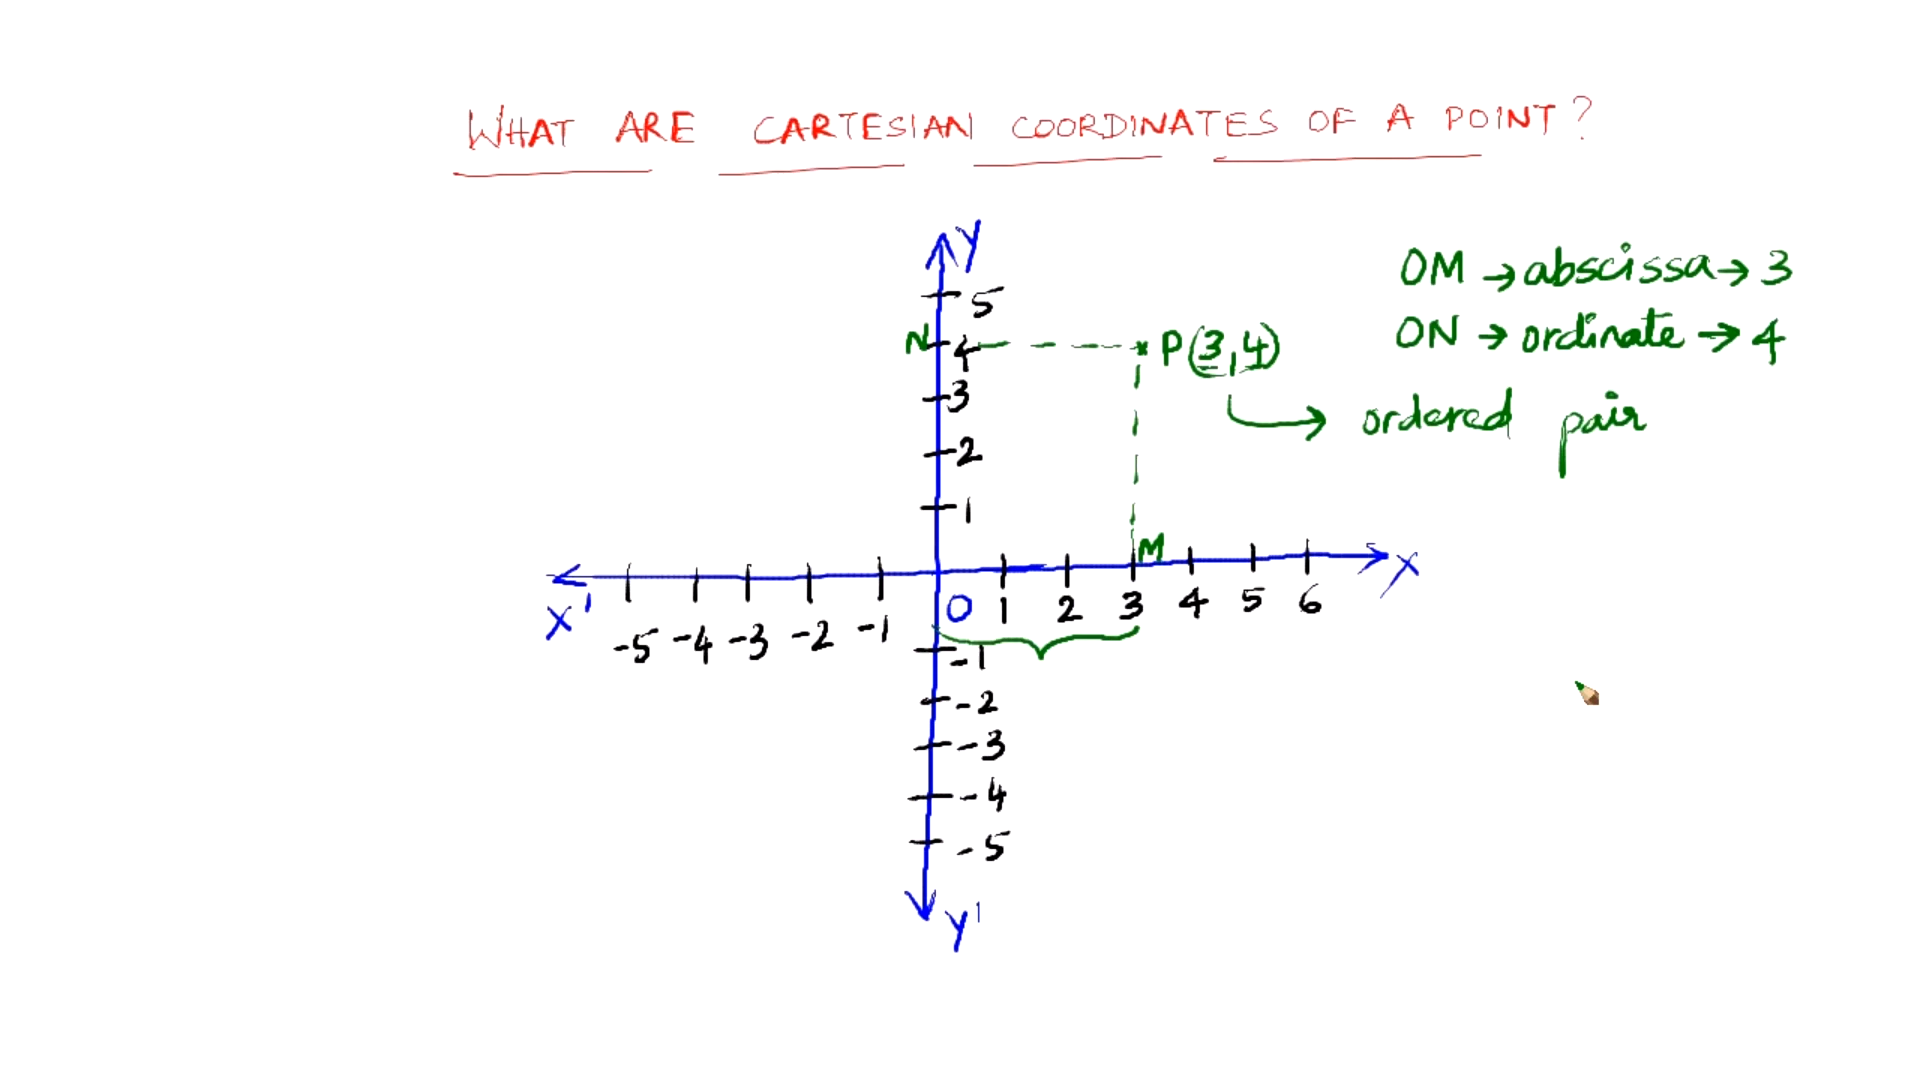 WHAT ARE CARTESIAN COORDINATES OF A POINT?
Y
OM → abscissa → 3
5
ON → ordinate → 4
N 4 P(3,4)
3
ordered pair
2
1
M
X
X'
O 1 2 3 4 5 6
-5 -4 -3 -2 -1
-1
-2
-3
-4
-5
Y'